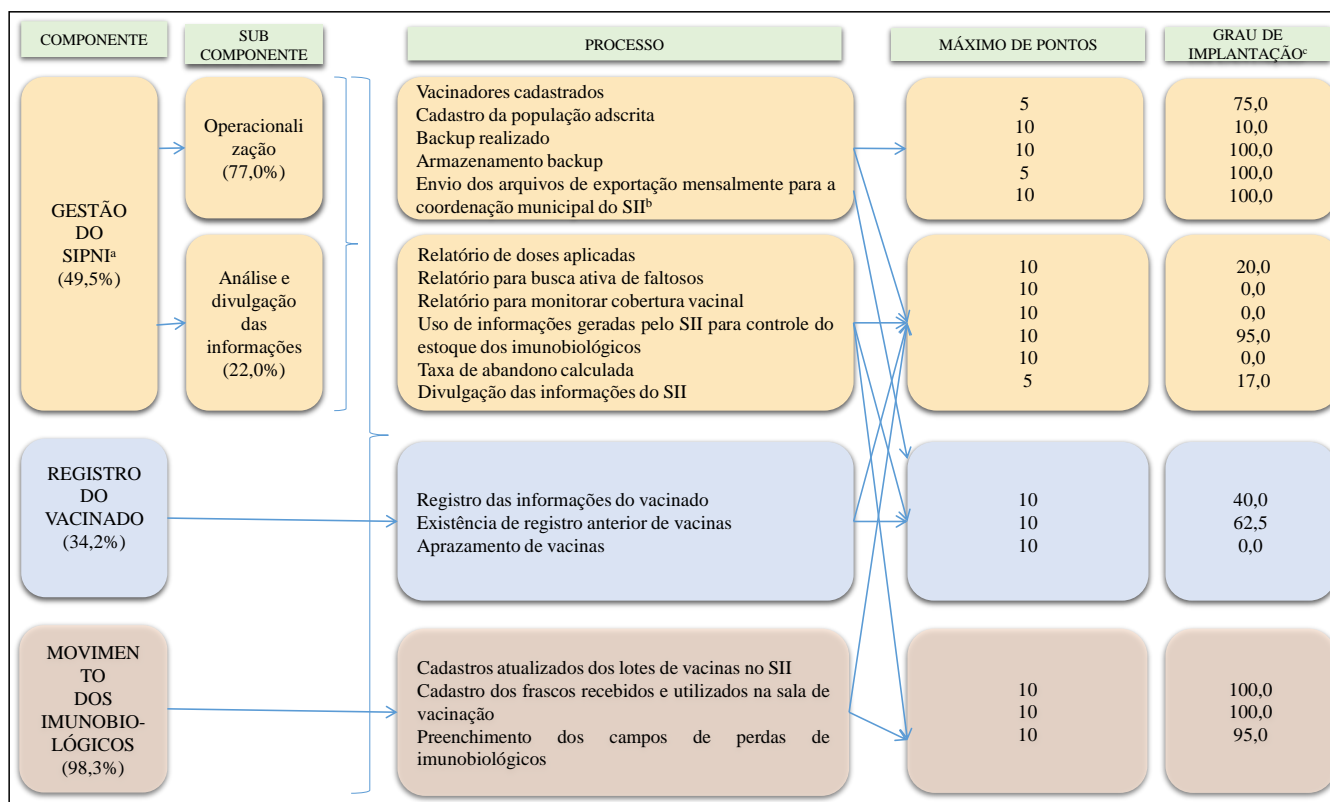 COMPONENTE
SUB
COMPONENTE
PROCESSO
MÁXIMO DE PONTOS
GRAU DE
IMPLANTAÇÃOᶜ
GESTÃO
DO
SIPNIᵃ
(49,5%)
Operacionali
zação
(77,0%)
Vacinadores cadastrados
Cadastro da população adscrita
Backup realizado
Armazenamento backup
Envio dos arquivos de exportação mensalmente para a
coordenação municipal do SIIᵇ
5
10
10
5
10
75,0
10,0
100,0
100,0
100,0
Análise e
divulgação
das
informações
(22,0%)
Relatório de doses aplicadas
Relatório para busca ativa de faltosos
Relatório para monitorar cobertura vacinal
Uso de informações geradas pelo SII para controle do
estoque dos imunobiológicos
Taxa de abandono calculada
Divulgação das informações do SII
10
10
10
10
10
5
20,0
0,0
0,0
95,0
0,0
17,0
REGISTRO
DO
VACINADO
(34,2%)
Registro das informações do vacinado
Existência de registro anterior de vacinas
Aprazamento de vacinas
10
10
10
40,0
62,5
0,0
MOVIMEN
TO
DOS
IMUNOBIO-
LÓGICOS
(98,3%)
Cadastros atualizados dos lotes de vacinas no SII
Cadastro dos frascos recebidos e utilizados na sala de
vacinação
Preenchimento dos campos de perdas de
imunobiológicos
10
10
10
100,0
100,0
95,0